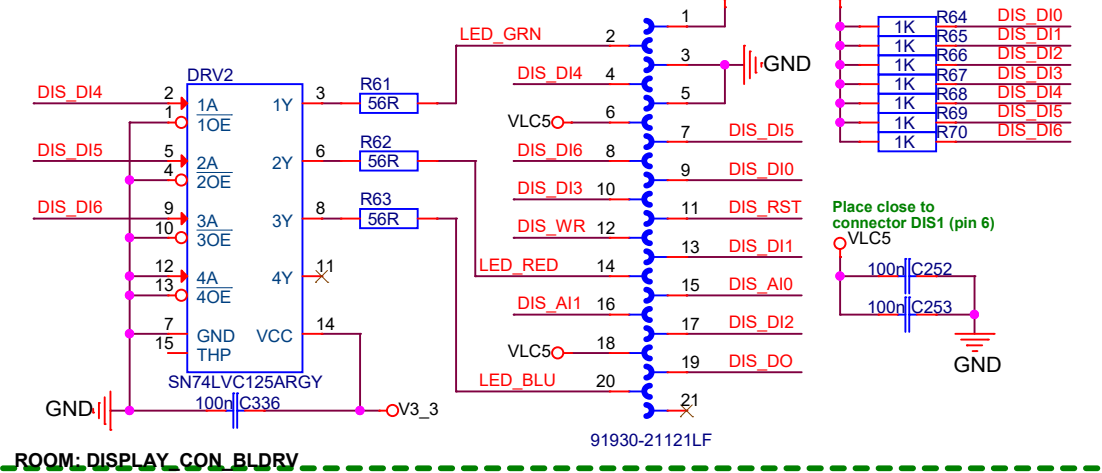 1 1K R64 DIS_DI0
LED_GRN 2 1K R65 DIS_DI1
3 GND 1K R66 DIS_DI2
DRV2 R61 DIS_DI4 4 1K R67 DIS_DI3
DIS_DI4 2 1A 1Y 3 56R 5 1K R68 DIS_DI4
1 1OE VLC5 6 1K R69 DIS_DI5
R62 7 DIS_DI5 1K R70 DIS_DI6
DIS_DI5 5 2A 2Y 6 56R DIS_DI6 8
4 2OE 9 DIS_DI0
R63 DIS_DI3 10
DIS_DI6 9 3A 3Y 8 56R 11 DIS_RST Place close to
connector DIS1 (pin 6)
10 3OE DIS_WR 12 VLC5
13 DIS_DI1
12 4A 4Y 11 LED_RED 14 100n C252
13 4OE 15 DIS_AI0
DIS_AI1 16 100n C253
7 GND VCC 14 17 DIS_DI2
15 THP VLC5 18 GND
SN74LVC125ARGY 19 DIS_DO
LED_BLU 20
GND 100n C336 V3_3 21
91930-21121LF
ROOM: DISPLAY_CON_BLDRV